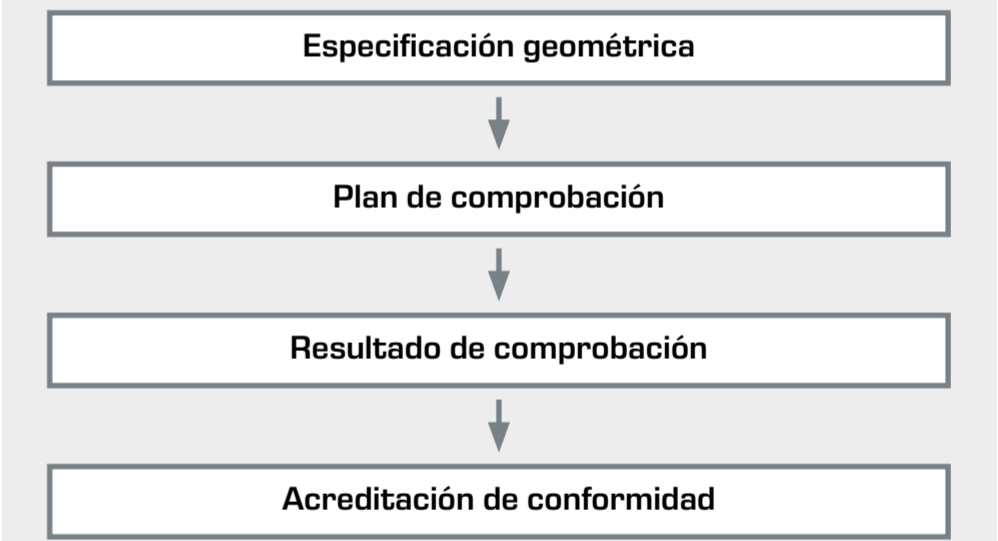 Especificación geométrica
Plan de comprobación
Resultado de comprobación
Acreditación de conformidad